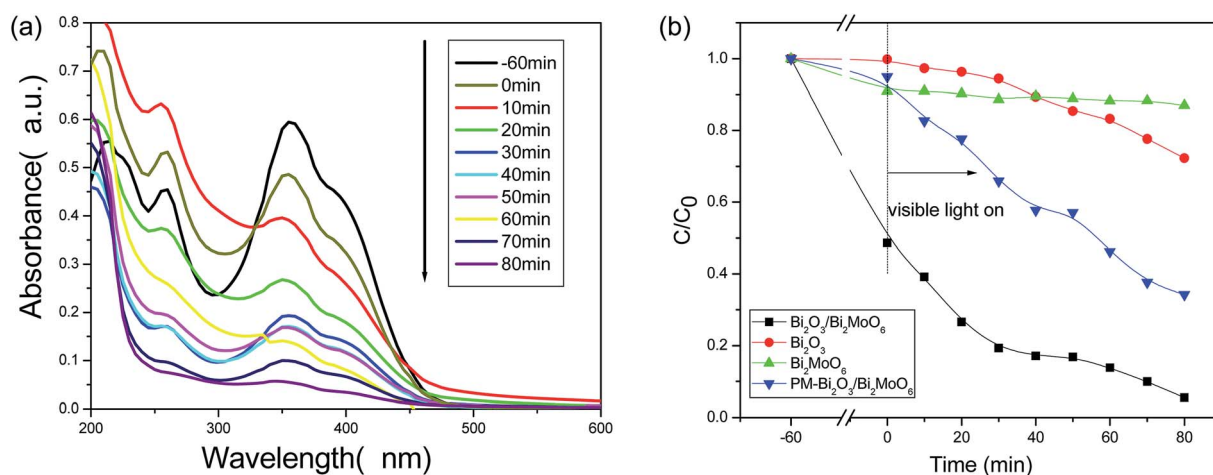 (a)
0.8
0.7
0.6
0.5
0.4
0.3
0.2
0.1
0.0
Absorbance( a.u.)
200 300 400 500 600
Wavelength( nm)
-60min
0min
10min
20min
30min
40min
50min
60min
70min
80min
(b)
1.0
0.8
0.6
0.4
0.2
0.0
C/C₀
visible light on
Bi₂O₃/Bi₂MoO₆
Bi₂O₃
Bi₂MoO₆
PM-Bi₂O₃/Bi₂MoO₆
-60 0 20 40 60 80
Time (min)